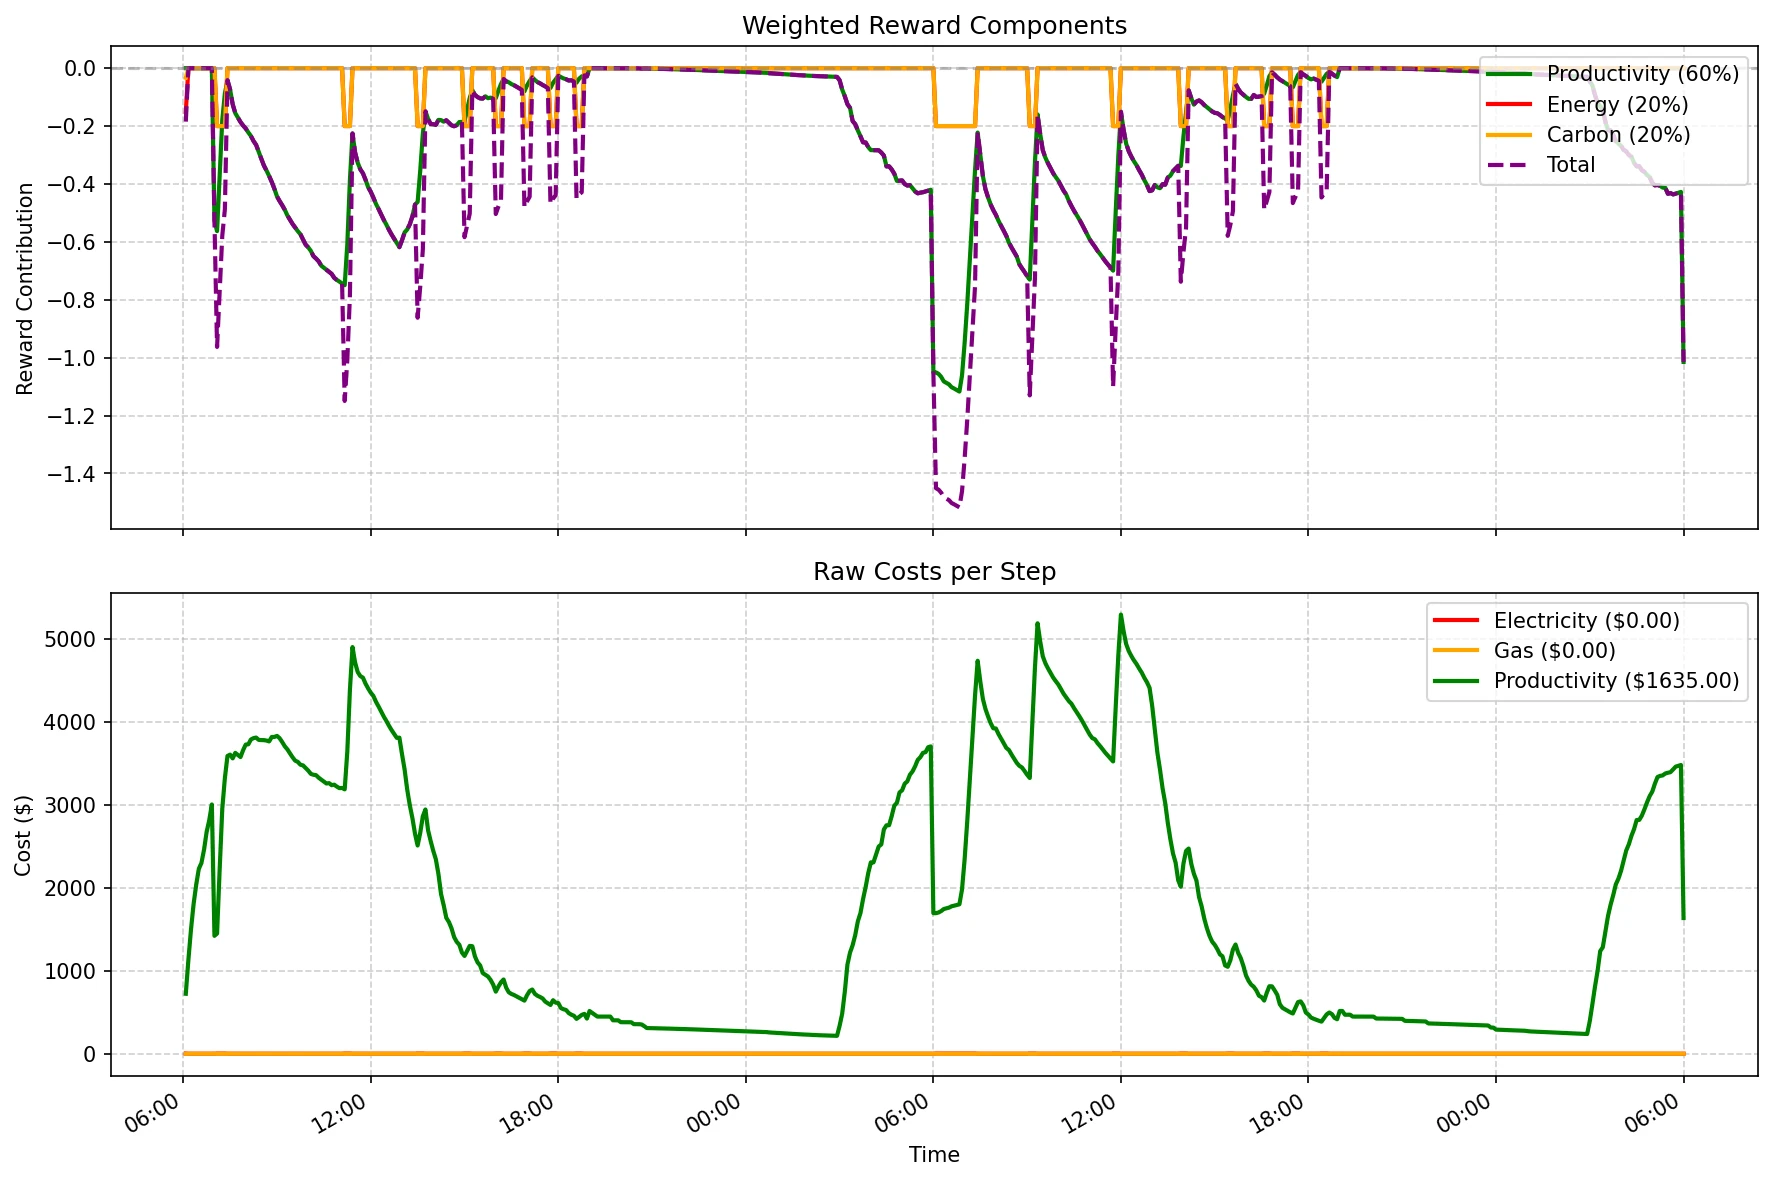 Weighted Reward Components
Reward Contribution
0.0
−0.2
−0.4
−0.6
−0.8
−1.0
−1.2
−1.4
Productivity (60%)
Energy (20%)
Carbon (20%)
Total
Raw Costs per Step
Cost ($)
5000
4000
3000
2000
1000
0
Electricity ($0.00)
Gas ($0.00)
Productivity ($1635.00)
06:00 12:00 18:00 00:00 06:00 12:00 18:00 00:00 06:00
Time